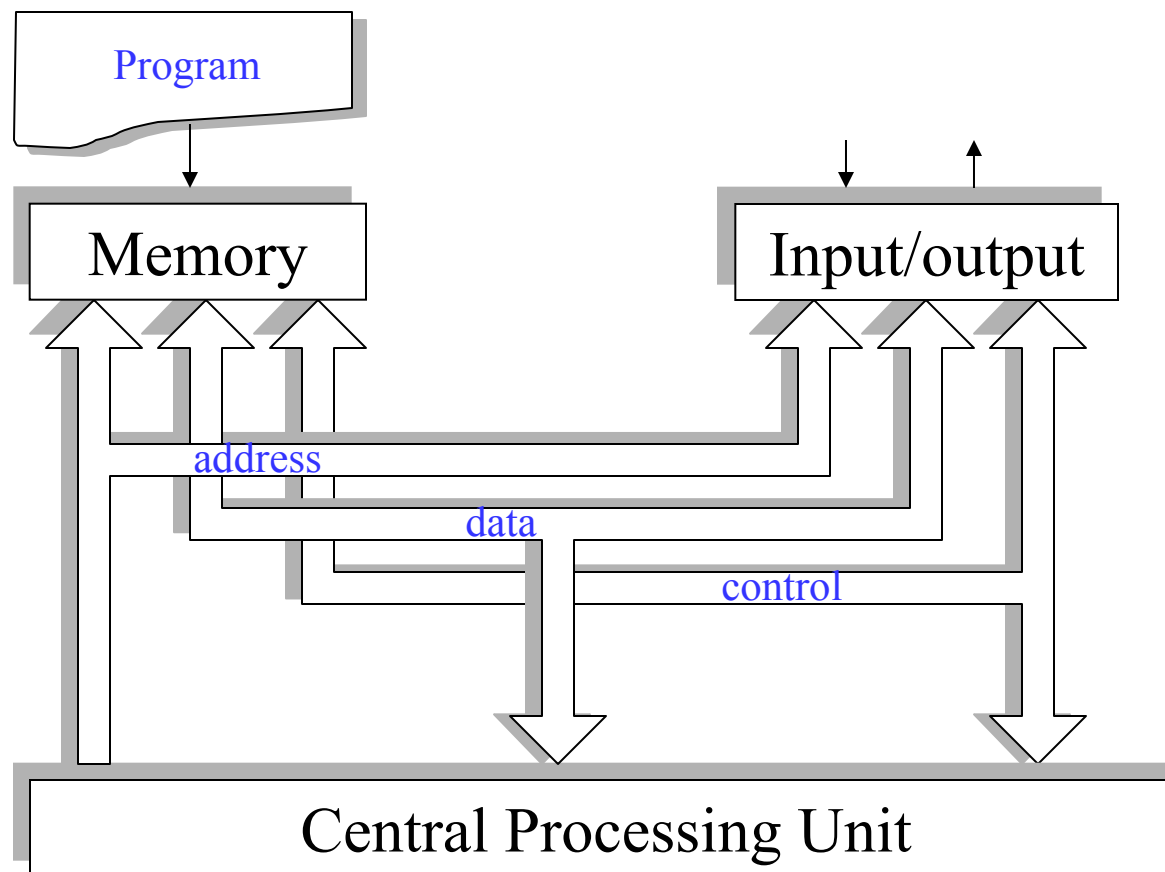 Program
Memory
Input/output
address
data
control
Central Processing Unit